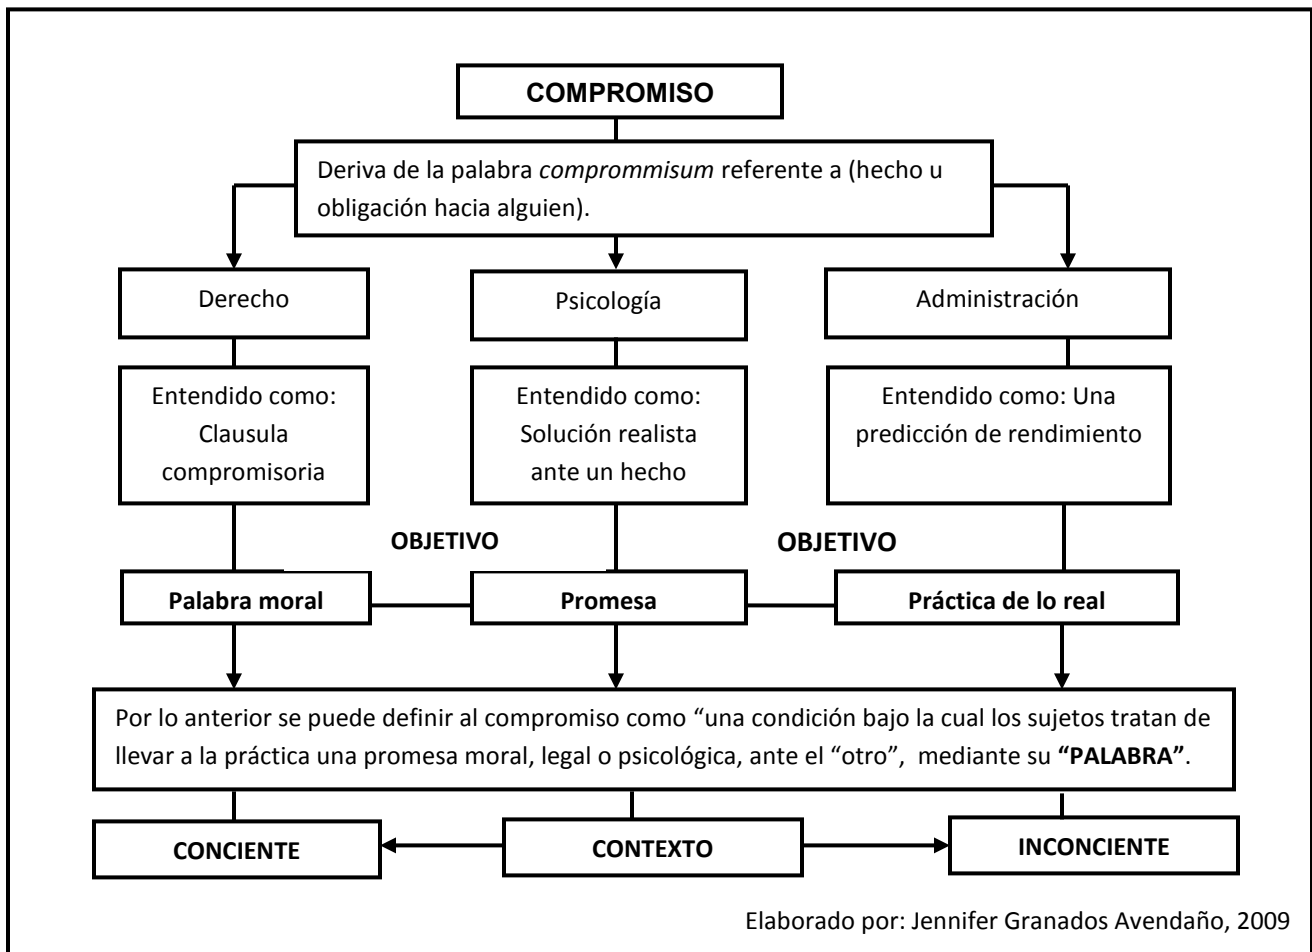 COMPROMISO
Deriva de la palabra comprommisum referente a (hecho u
obligación hacia alguien).
Derecho
Psicología
Administración
Entendido como:
Clausula
compromisoria
Entendido como:
Solución realista
ante un hecho
Entendido como: Una
predicción de rendimiento
OBJETIVO
OBJETIVO
Palabra moral
Promesa
Práctica de lo real
Por lo anterior se puede definir al compromiso como “una condición bajo la cual los sujetos tratan de
llevar a la práctica una promesa moral, legal o psicológica, ante el “otro”, mediante su “PALABRA”.
CONCIENTE
CONTEXTO
INCONCIENTE
Elaborado por: Jennifer Granados Avendaño, 2009